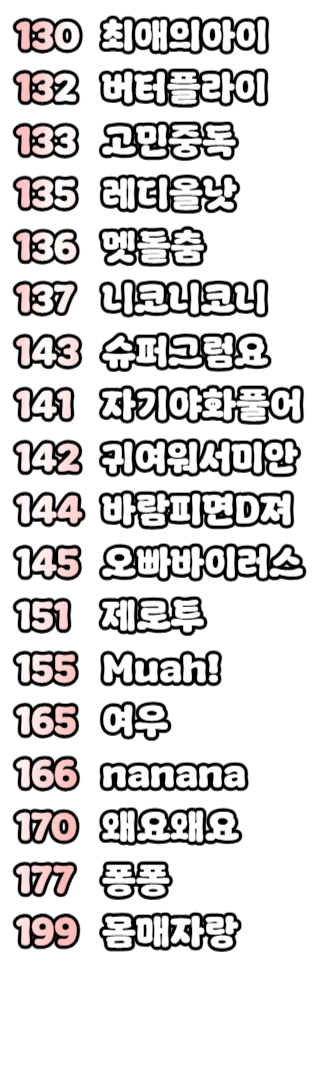 130 최애의아이
132 버터플라이
133 고민중독
135 레디올낫
136 멧돌춤
137 니코니코니
143 슈퍼그럼요
141 자기야화풀어
142 귀여워서미안
144 바람피면D져
145 오빠바이러스
151 제로투
155 Muah!
165 여우
166 nanana
170 왜요왜요
177 퐁퐁
199 몸매자랑